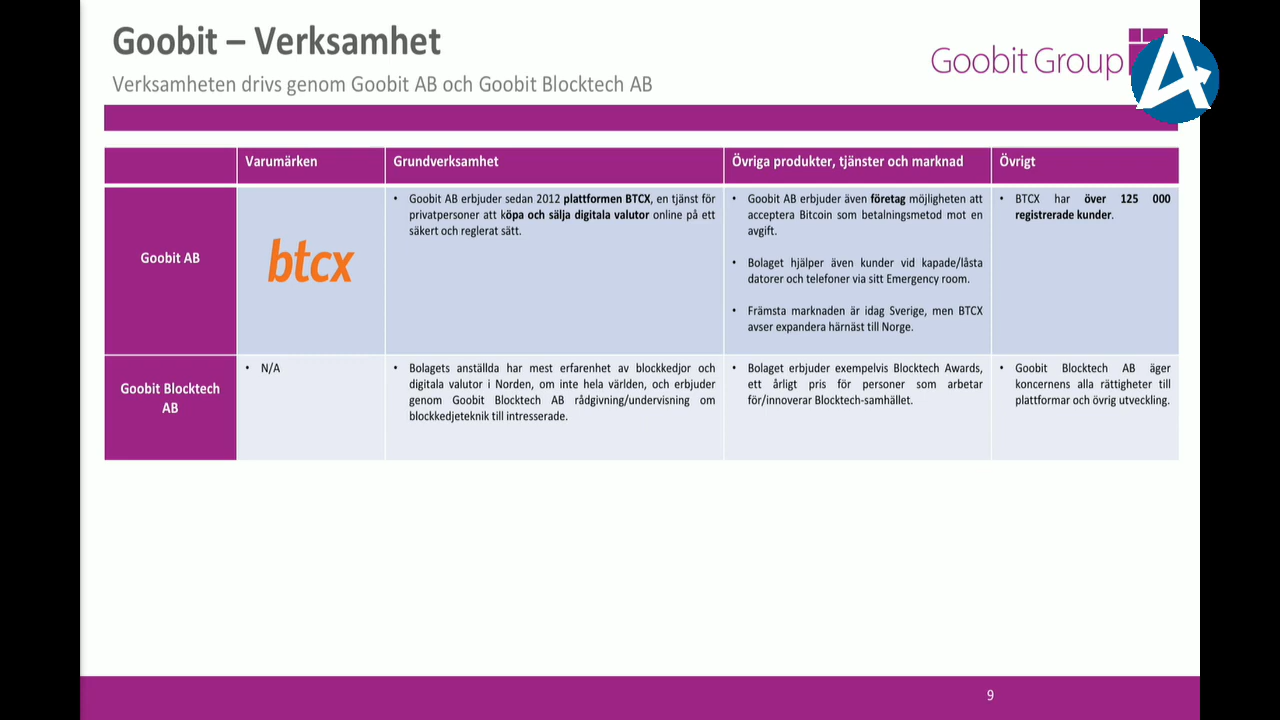 Goobit – Verksamhet
Verksamheten drivs genom Goobit AB och Goobit Blocktech AB
Goobit Group
Varumärken
Grundverksamhet
Övriga produkter, tjänster och marknad
Övrigt
Goobit AB
btcx
• Goobit AB erbjuder sedan 2012 plattformen BTCX, en tjänst för
privatpersoner att köpa och sälja digitala valutor online på ett
säkert och reglerat sätt.
• Goobit AB erbjuder även företag möjligheten att
acceptera Bitcoin som betalningsmetod mot en
avgift.
• Bolaget hjälper även kunder vid kapade/låsta
datorer och telefoner via sitt Emergency room.
• Främsta marknaden är idag Sverige, men BTCX
avser expandera härnäst till Norge.
• BTCX har över 125 000
registrerade kunder.
Goobit Blocktech
AB
• N/A
• Bolagets anställda har mest erfarenhet av blockkedjor och
digitala valutor i Norden, om inte hela världen, och erbjuder
genom Goobit Blocktech AB rådgivning/undervisning om
blockkedjeteknik till intresserade.
• Bolaget erbjuder exempelvis Blocktech Awards,
ett årligt pris för personer som arbetar
för/innoverar Blocktech-samhället.
• Goobit Blocktech AB äger
koncernens alla rättigheter till
plattformar och övrig utveckling.
9